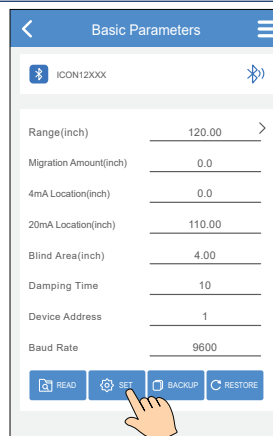 Basic Parameters
ICON12XXX
Range(inch) 120.00
Migration Amount(inch) 0.0
4mA Location(inch) 0.0
20mA Location(inch) 110.00
Blind Area(inch) 4.00
Damping Time 10
Device Address 1
Baud Rate 9600
READ SET BACKUP RESTORE